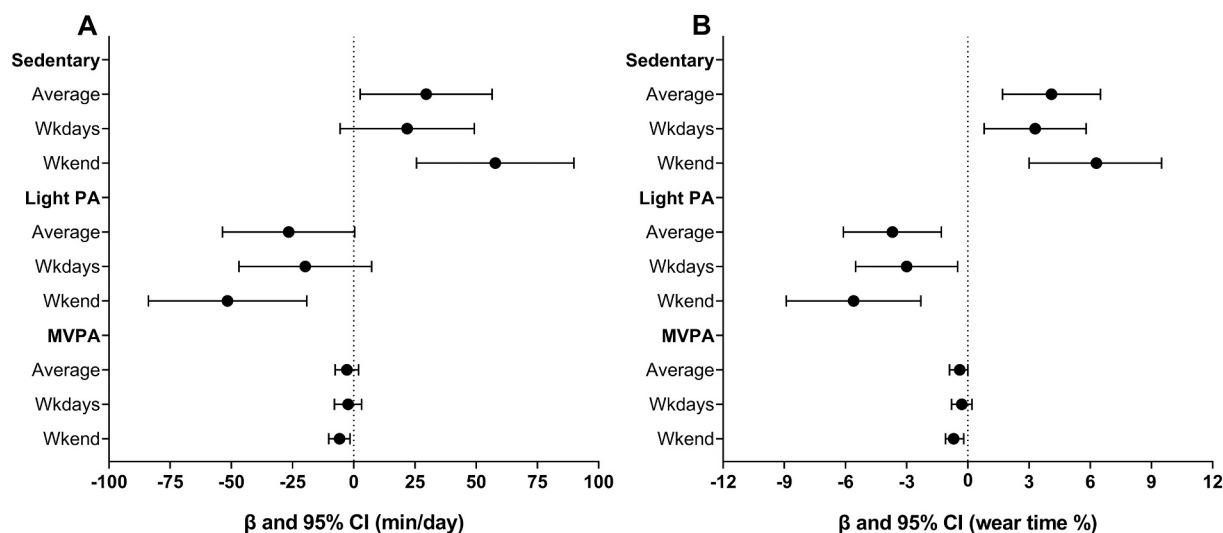 A
Sedentary
Average
Wkdays
Wkend
Light PA
Average
Wkdays
Wkend
MVPA
Average
Wkdays
Wkend
-100 -75 -50 -25 0 25 50 75 100
β and 95% CI (min/day)
B
Sedentary
Average
Wkdays
Wkend
Light PA
Average
Wkdays
Wkend
MVPA
Average
Wkdays
Wkend
-12 -9 -6 -3 0 3 6 9 12
β and 95% CI (wear time %)